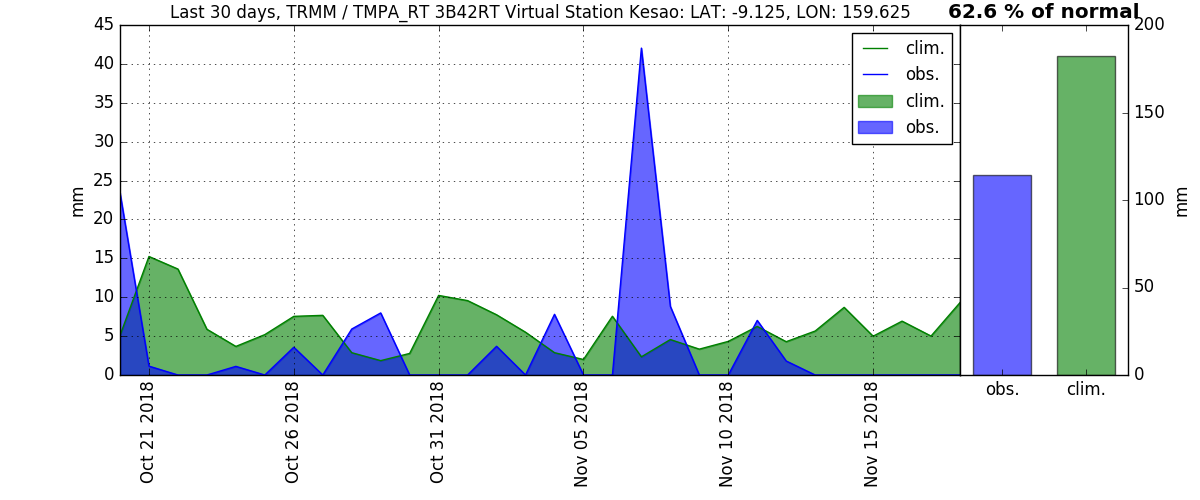 Last 30 days, TRMM / TMPA_RT 3B42RT Virtual Station Kesao: LAT: -9.125, LON: 159.625
62.6 % of normal
45
40
35
30
25
20
15
10
5
0
mm
clim.
obs.
clim.
obs.
Oct 21 2018
Oct 26 2018
Oct 31 2018
Nov 05 2018
Nov 10 2018
Nov 15 2018
200
150
100
50
0
mm
obs.
clim.